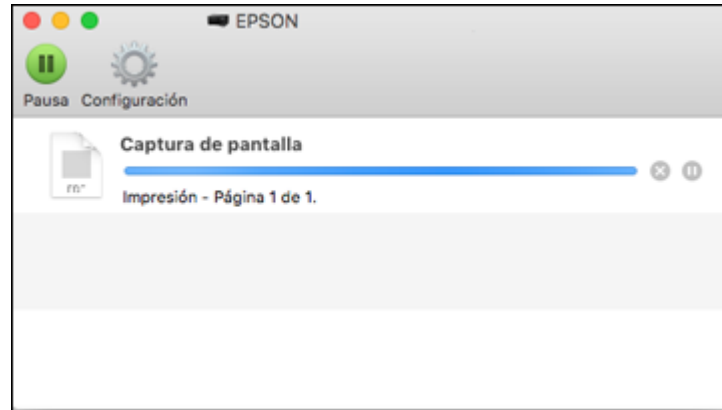 EPSON
Pausa Configuración
Captura de pantalla
Impresión - Página 1 de 1.